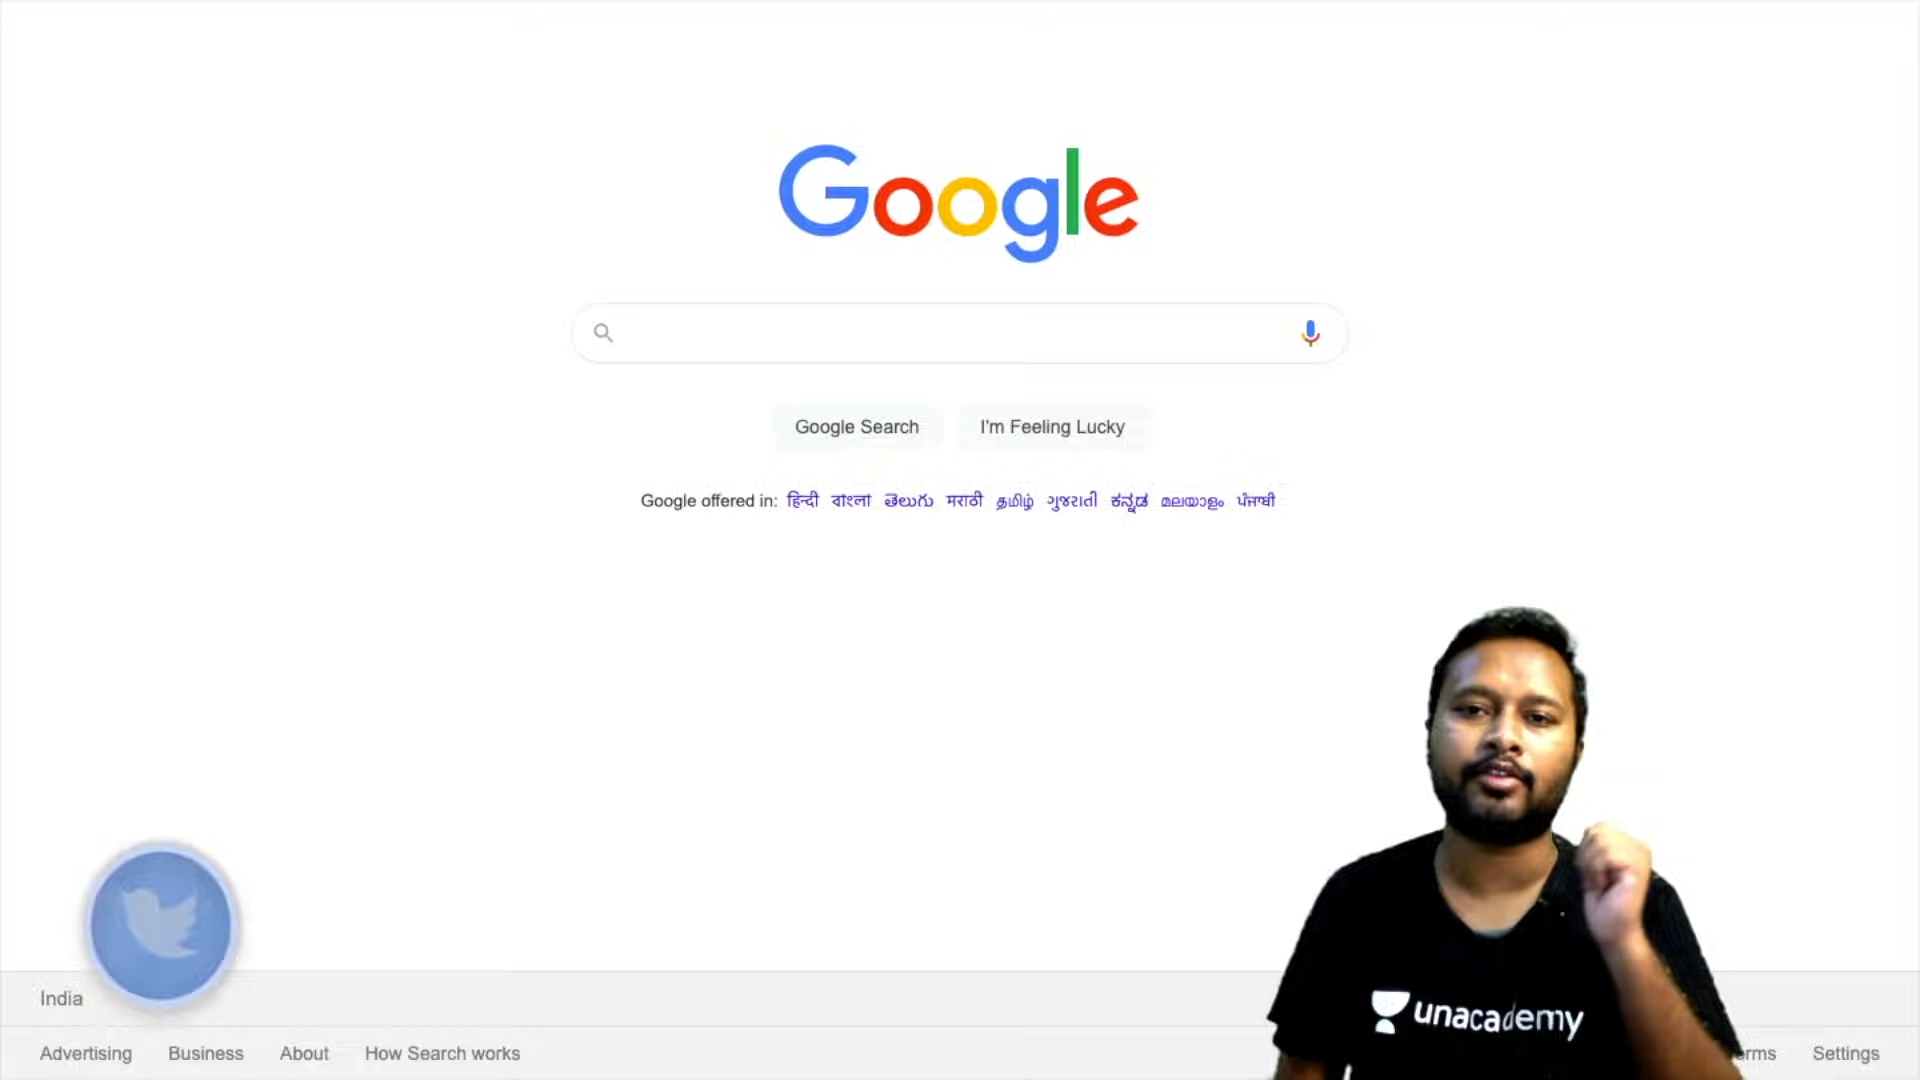 Google
Google Search I'm Feeling Lucky
Google offered in: हिन्दी বাংলা తెలుగు मराठी தமிழ் ગુજરાતી ಕನ್ನಡ മലയാളം ਪੰਜਾਬੀ
unacademy
India
Advertising Business About How Search works Settings